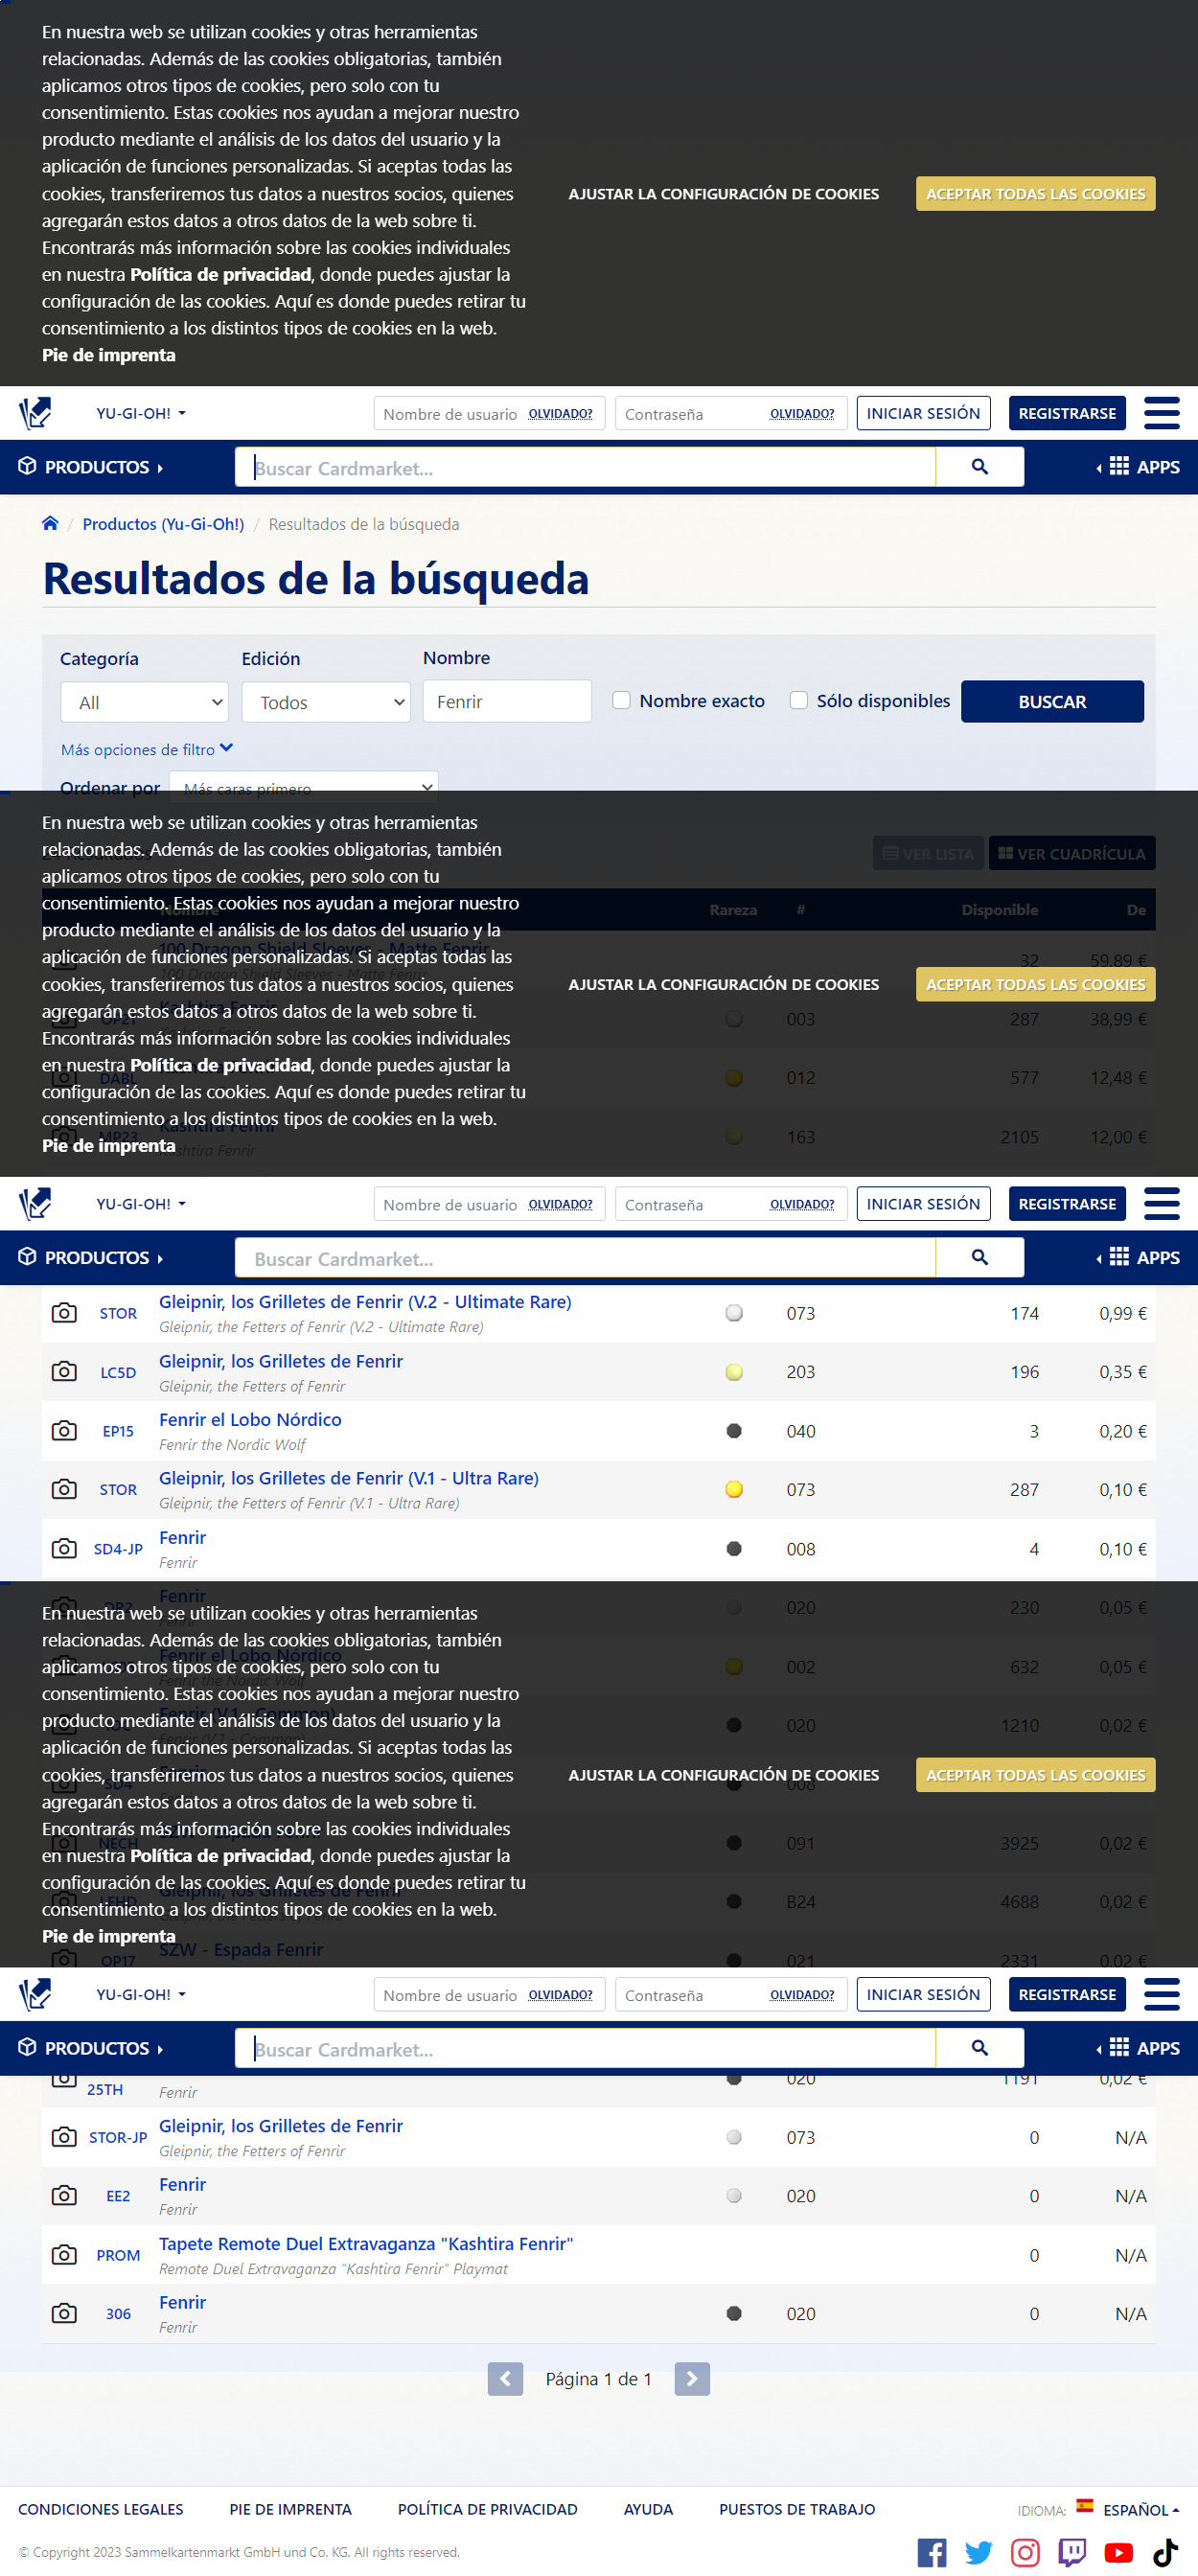 En nuestra web se utilizan cookies y otras herramientas
relacionadas. Además de las cookies obligatorias, también
aplicamos otros tipos de cookies, pero solo con tu
consentimiento. Estas cookies nos ayudan a mejorar nuestro
producto mediante el análisis de los datos del usuario y la
aplicación de funciones personalizadas. Si aceptas todas las
cookies, transferiremos tus datos a nuestros socios, quienes
agregarán estos datos a otros datos de la web sobre ti.
Encontrarás más información sobre las cookies individuales
en nuestra Política de privacidad, donde puedes ajustar la
configuración de las cookies. Aquí es donde puedes retirar tu
consentimiento a los distintos tipos de cookies en la web.
Pie de imprenta
AJUSTAR LA CONFIGURACIÓN DE COOKIES ACEPTAR TODAS LAS COOKIES
YU-GI-OH! Nombre de usuario OLVIDADO? Contraseña OLVIDADO? INICIAR SESIÓN REGISTRARSE
PRODUCTOS Buscar Cardmarket... APPS
/ Productos (Yu-Gi-Oh!) / Resultados de la búsqueda
Resultados de la búsqueda
Categoría Edición Nombre
All Todos Fenrir Nombre exacto Sólo disponibles BUSCAR
Más opciones de filtro
Ordenar por Más caras primero
En nuestra web se utilizan cookies y otras herramientas
relacionadas. Además de las cookies obligatorias, también
aplicamos otros tipos de cookies, pero solo con tu
consentimiento. Estas cookies nos ayudan a mejorar nuestro
producto mediante el análisis de los datos del usuario y la
aplicación de funciones personalizadas. Si aceptas todas las
cookies, transferiremos tus datos a nuestros socios, quienes
agregarán estos datos a otros datos de la web sobre ti.
Encontrarás más información sobre las cookies individuales
en nuestra Política de privacidad, donde puedes ajustar la
configuración de las cookies. Aquí es donde puedes retirar tu
consentimiento a los distintos tipos de cookies en la web.
Pie de imprenta
AJUSTAR LA CONFIGURACIÓN DE COOKIES ACEPTAR TODAS LAS COOKIES
VER LISTA VER CUADRÍCULA
Nombre Rareza # Disponible De
100 Dragon Shield Sleeves - Matte Fenrir 32 59,89 €
100 Dragon Shield Sleeves - Matte Fenrir
OP21 Kashtira Fenrir 003 287 38,99 €
DABL 012 577 12,48 €
MP23 Kashtira Fenrir 163 2105 12,00 €
Kashtira Fenrir
YU-GI-OH! Nombre de usuario OLVIDADO? Contraseña OLVIDADO? INICIAR SESIÓN REGISTRARSE
PRODUCTOS Buscar Cardmarket... APPS
STOR Gleipnir, los Grilletes de Fenrir (V.2 - Ultimate Rare) 073 174 0,99 €
Gleipnir, the Fetters of Fenrir (V.2 - Ultimate Rare)
LC5D Gleipnir, los Grilletes de Fenrir 203 196 0,35 €
Gleipnir, the Fetters of Fenrir
EP15 Fenrir el Lobo Nórdico 040 3 0,20 €
Fenrir the Nordic Wolf
STOR Gleipnir, los Grilletes de Fenrir (V.1 - Ultra Rare) 073 287 0,10 €
Gleipnir, the Fetters of Fenrir (V.1 - Ultra Rare)
SD4-JP Fenrir 008 4 0,10 €
Fenrir
DR2 Fenrir 020 230 0,05 €
Fenrir el Lobo Nórdico 002 632 0,05 €
Fenrir the Nordic Wolf
Fenrir (V.1 - Common) 020 1210 0,02 €
Fenrir (V.1 - Common)
SD4 008
NECH SZW - Espada Fenrir 091 3925 0,02 €
LEHD Gleipnir, los Grilletes de Fenrir B24 4688 0,02 €
Gleipnir, the Fetters of Fenrir
OP17 SZW - Espada Fenrir 021 2331 0,02 €
En nuestra web se utilizan cookies y otras herramientas
relacionadas. Además de las cookies obligatorias, también
aplicamos otros tipos de cookies, pero solo con tu
consentimiento. Estas cookies nos ayudan a mejorar nuestro
producto mediante el análisis de los datos del usuario y la
aplicación de funciones personalizadas. Si aceptas todas las
cookies, transferiremos tus datos a nuestros socios, quienes
agregarán estos datos a otros datos de la web sobre ti.
Encontrarás más información sobre las cookies individuales
en nuestra Política de privacidad, donde puedes ajustar la
configuración de las cookies. Aquí es donde puedes retirar tu
consentimiento a los distintos tipos de cookies en la web.
Pie de imprenta
AJUSTAR LA CONFIGURACIÓN DE COOKIES ACEPTAR TODAS LAS COOKIES
YU-GI-OH! Nombre de usuario OLVIDADO? Contraseña OLVIDADO? INICIAR SESIÓN REGISTRARSE
PRODUCTOS Buscar Cardmarket... APPS
25TH Fenrir 020 1191 0,02 €
STOR-JP Gleipnir, los Grilletes de Fenrir 073 0 N/A
Gleipnir, the Fetters of Fenrir
EE2 Fenrir 020 0 N/A
Fenrir
PROM Tapete Remote Duel Extravaganza "Kashtira Fenrir" 0 N/A
Remote Duel Extravaganza "Kashtira Fenrir" Playmat
306 Fenrir 020 0 N/A
Fenrir
Página 1 de 1
CONDICIONES LEGALES PIE DE IMPRENTA POLÍTICA DE PRIVACIDAD AYUDA PUESTOS DE TRABAJO IDIOMA: ESPAÑOL
© Copyright 2023 Sammelkartenmarkt GmbH und Co. KG. All rights reserved.